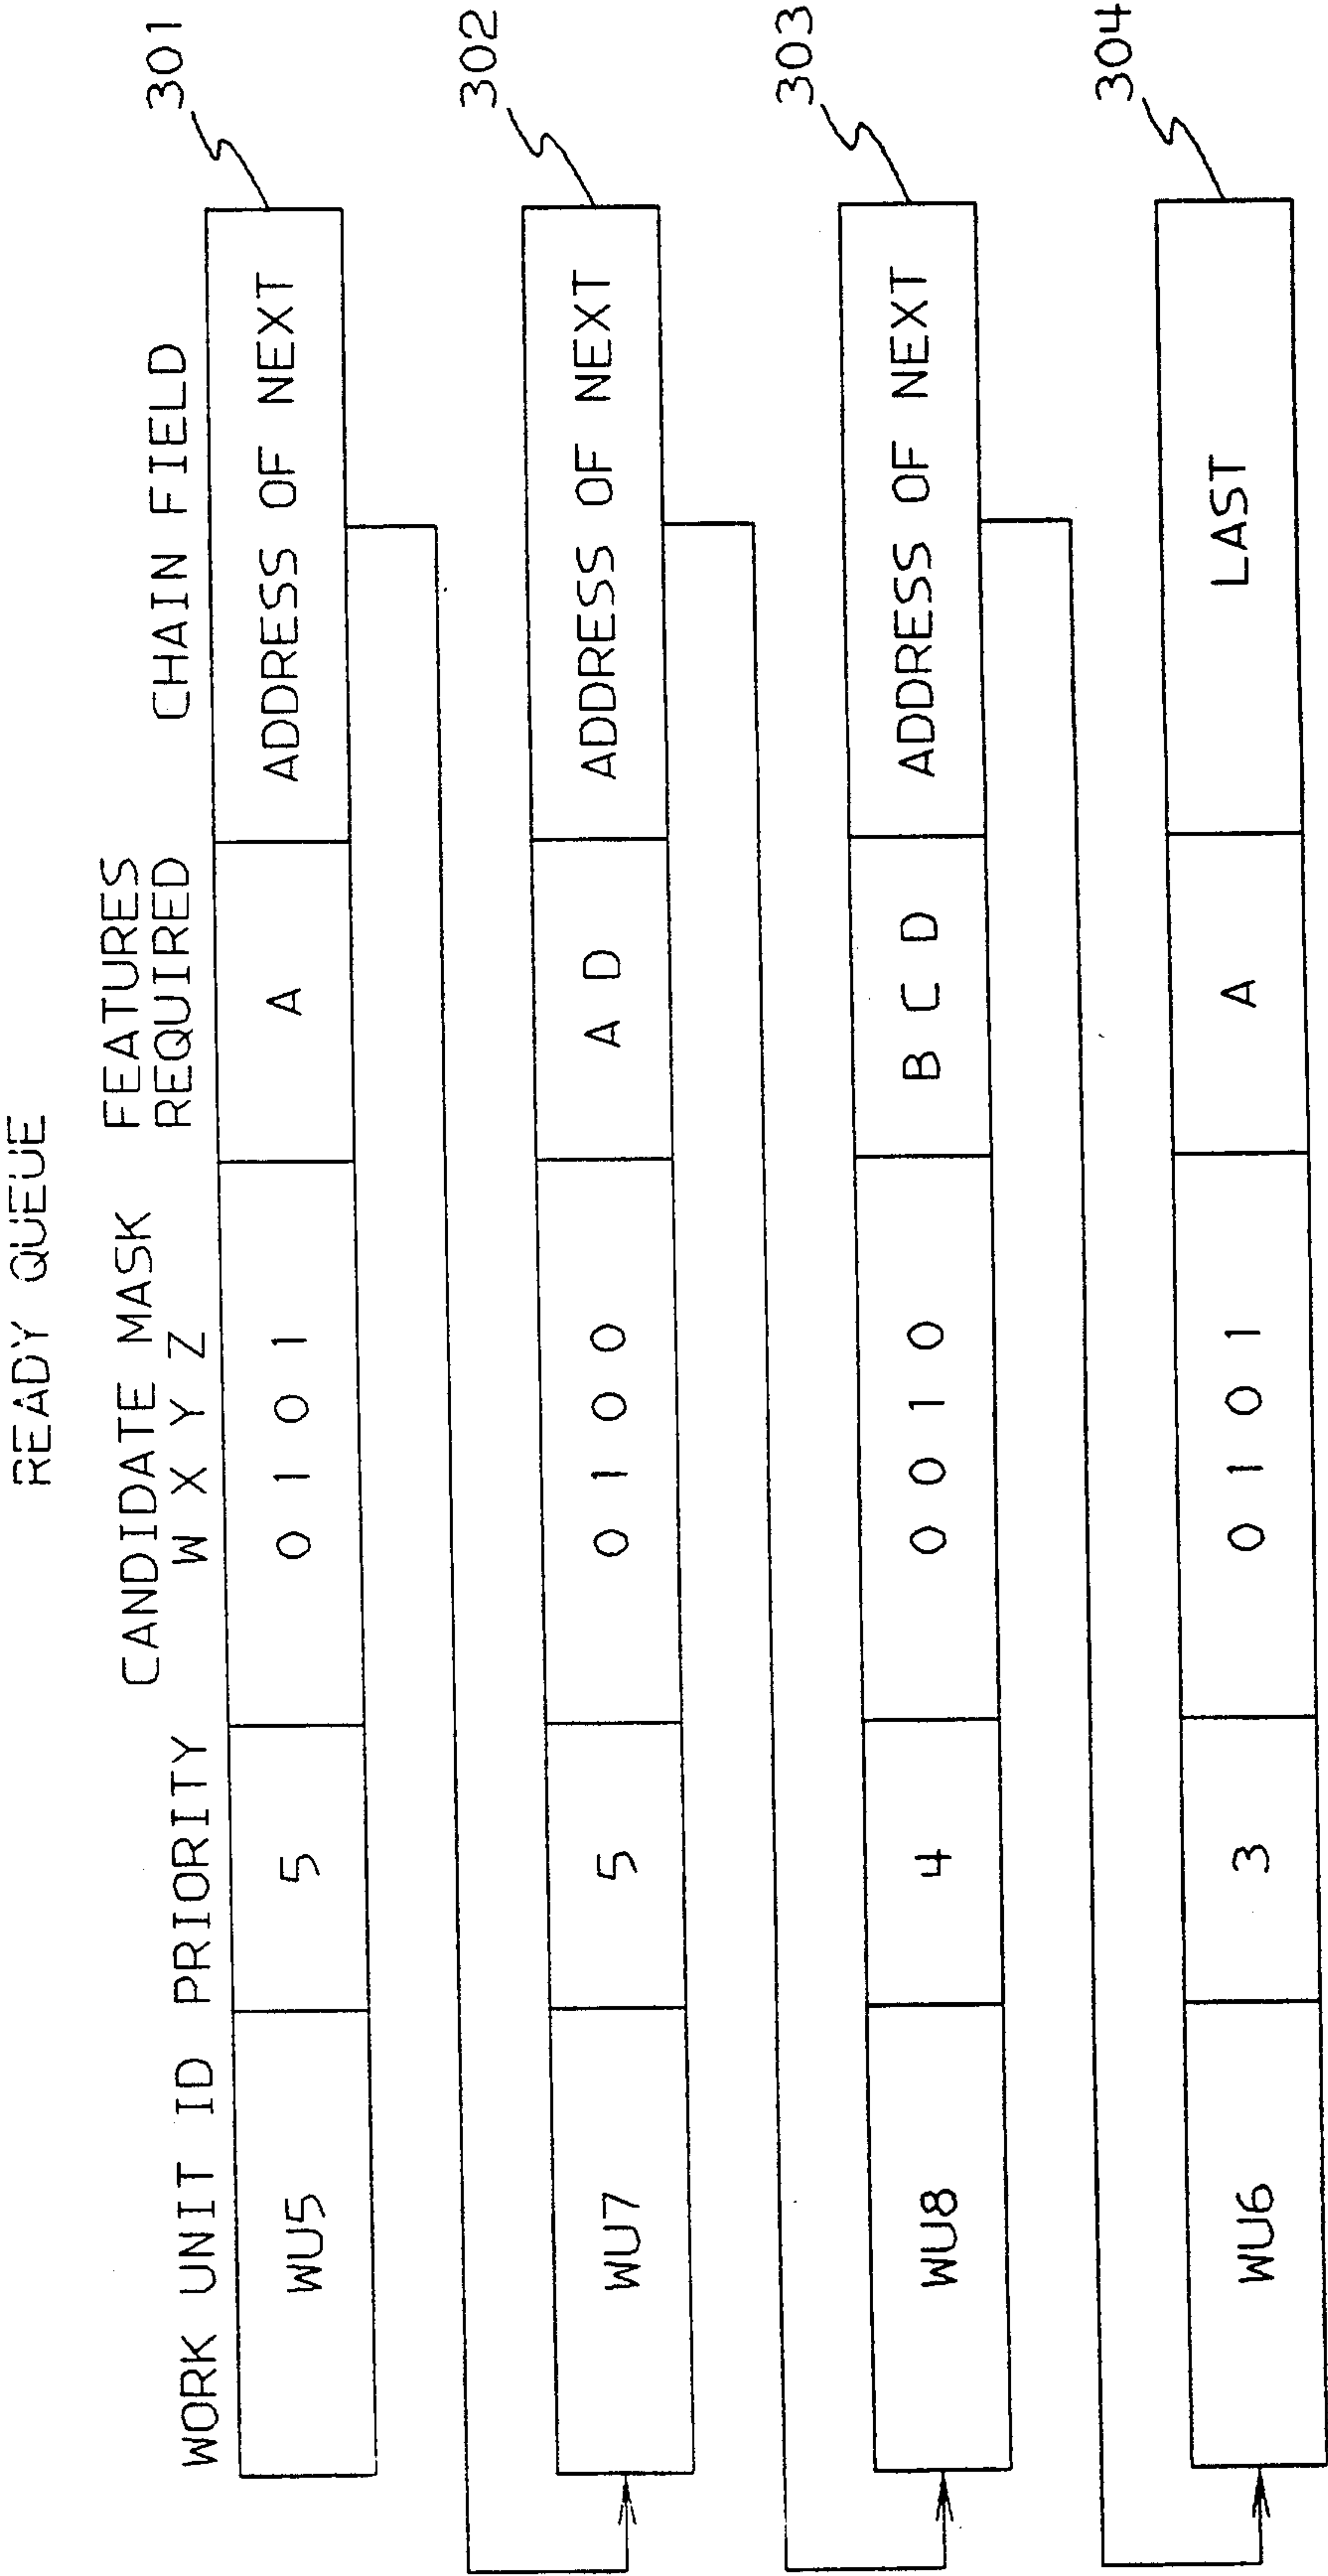 READY QUEUE
WORK UNIT ID PRIORITY CANDIDATE MASK FEATURES REQUIRED CHAIN FIELD
W X Y Z
WU5 5 0 1 0 1 A ADDRESS OF NEXT 301
WU7 5 0 1 0 0 A D ADDRESS OF NEXT 302
WU8 4 0 0 1 0 B C D ADDRESS OF NEXT 303
WU6 3 0 1 0 1 A LAST 304